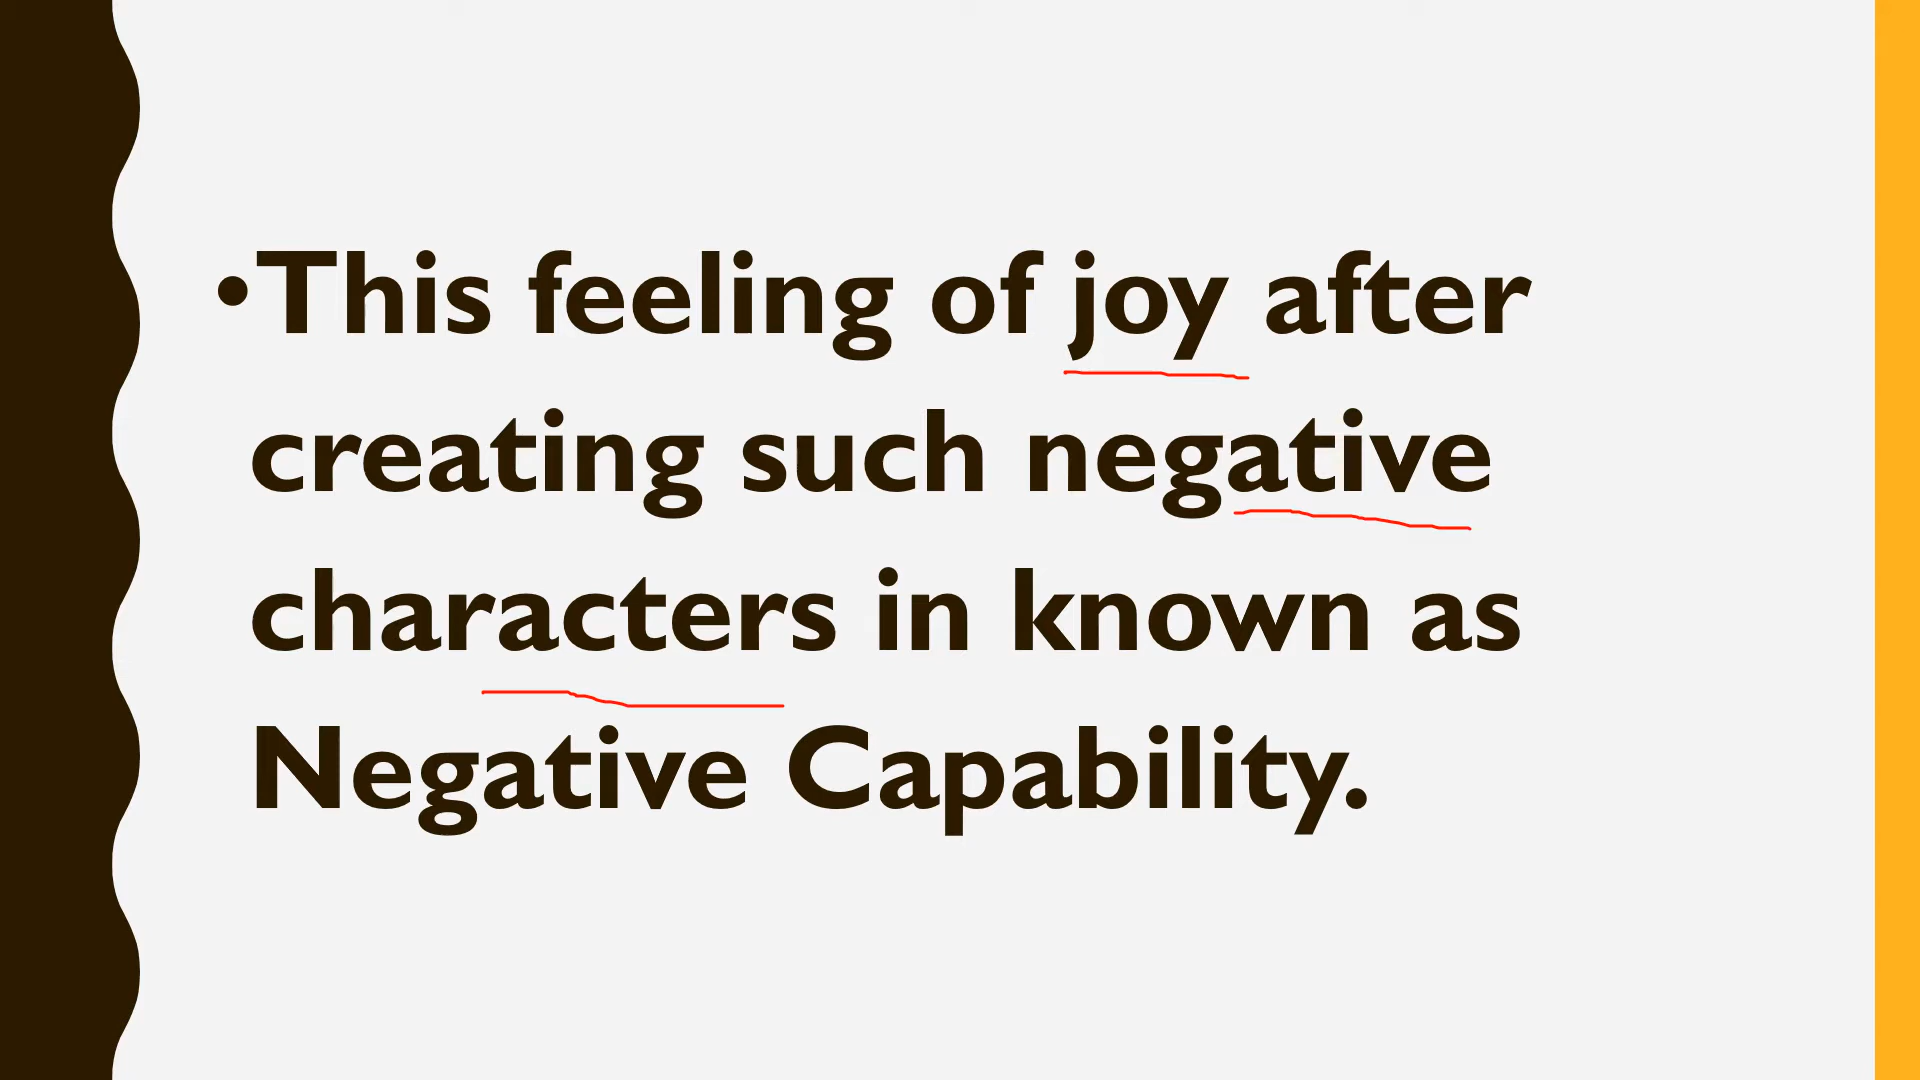 •This feeling of joy after
creating such negative
characters in known as
Negative Capability.